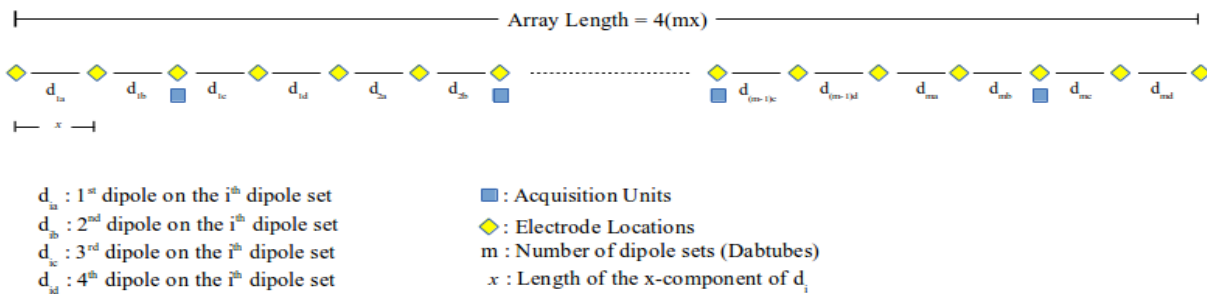 Array Length = 4(mx)
d1a d1b d1c d1d d2a d2b d(m-1)c d(m-1)d dma dmb dmc dmd
x
dia : 1st dipole on the ith dipole set
dib : 2nd dipole on the ith dipole set
dic : 3rd dipole on the ith dipole set
did : 4th dipole on the ith dipole set
: Acquisition Units
: Electrode Locations
m : Number of dipole sets (Dabtubes)
x : Length of the x-component of di